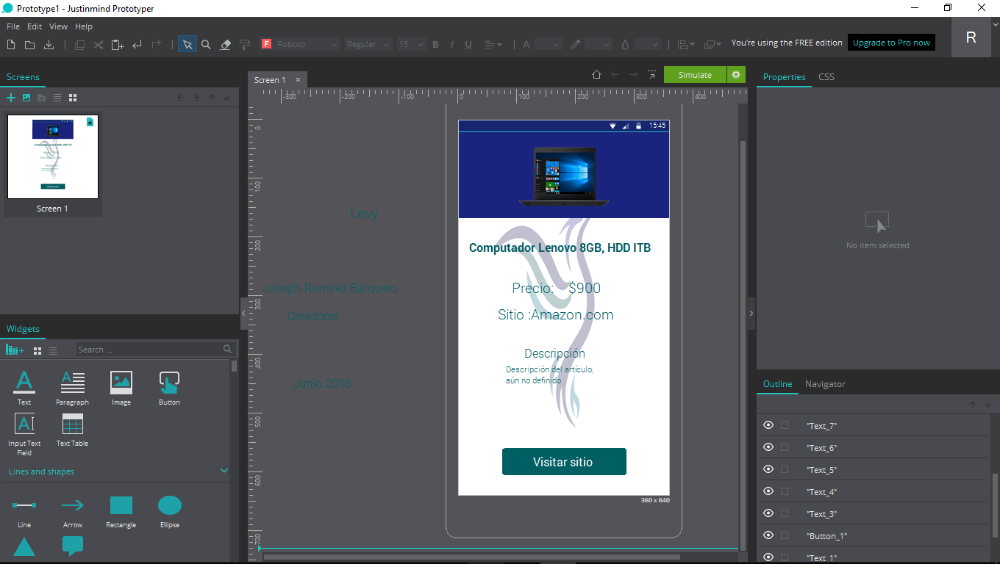 Prototype1 - Justinmind Prototyper
File Edit View Help
F Roboto Regular 15 B I U A
You're using the FREE edition Upgrade to Pro now R
Screens
Screen 1 ×
Simulate
Properties CSS
-300 -200 -100 0 100 200 300 400
0
100
200
300
400
500
600
700
Computador Lenovo 8GB, HDD ITB
Screen 1
15:45
Levy
Computador Lenovo 8GB, HDD ITB
No item selected
Joseph Ramirez Barquero
Precio: $900
Creadores
Sitio :Amazon.com
Junio 2018
Descripción
Descripción del artículo,
aún no definido
Visitar sitio
360 x 640
Widgets
Search ...
Text Paragraph Image Button
Input Text Field
Text Table
Lines and shapes
Line Arrow Rectangle Ellipse
Outline Navigator
"Text_7"
"Text_6"
"Text_5"
"Text_4"
"Text_3"
"Button_1"
"Text_1"